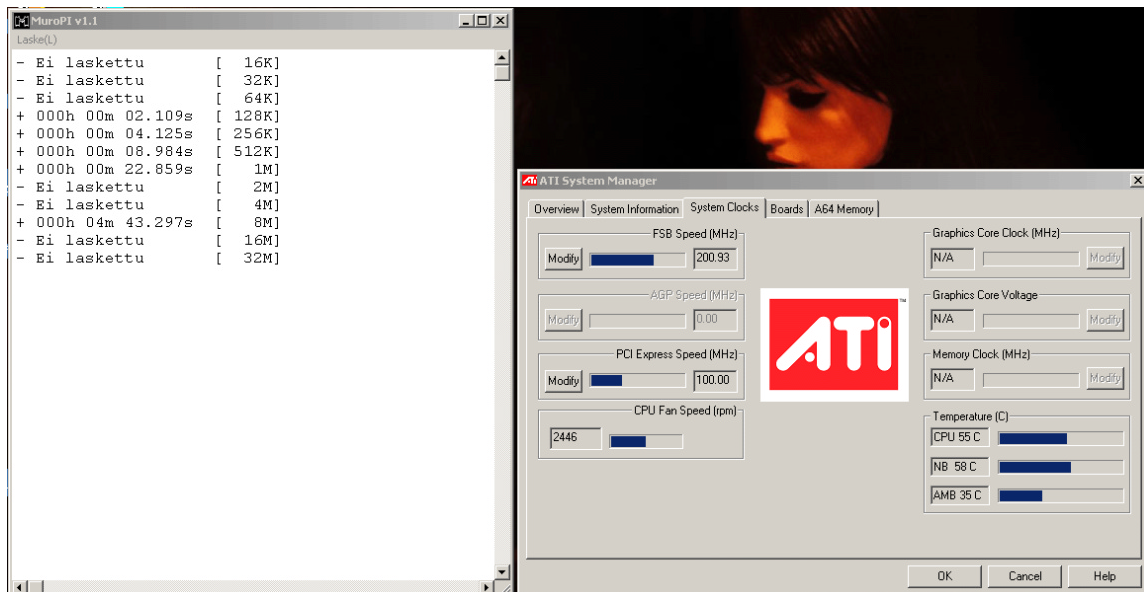 MuroPI v1.1
Laske(L)
- Ei laskettu [ 16K]
- Ei laskettu [ 32K]
- Ei laskettu [ 64K]
+ 000h 00m 02.109s [ 128K]
+ 000h 00m 04.125s [ 256K]
+ 000h 00m 08.984s [ 512K]
+ 000h 00m 22.859s [ 1M]
- Ei laskettu [ 2M]
- Ei laskettu [ 4M]
+ 000h 04m 43.297s [ 8M]
- Ei laskettu [ 16M]
- Ei laskettu [ 32M]
ATI ATI System Manager
Overview System Information System Clocks Boards A64 Memory
FSB Speed (MHz)
Modify 200.93
AGP Speed (MHz)
Modify 0.00
PCI Express Speed (MHz)
Modify 100.00
CPU Fan Speed (rpm)
2446
ATI TM
Graphics Core Clock (MHz)
N/A Modify
Graphics Core Voltage
N/A Modify
Memory Clock (MHz)
N/A Modify
Temperature (C)
CPU 55 C
NB 58 C
AMB 35 C
OK Cancel Help